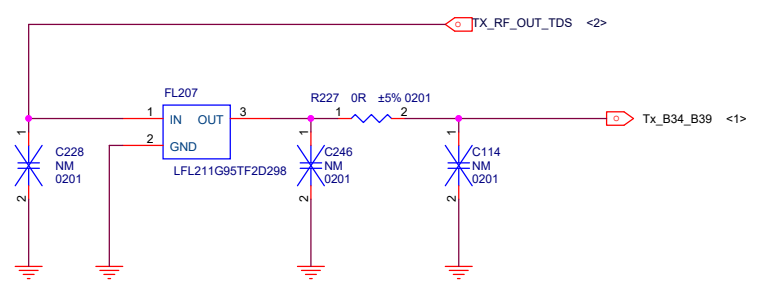 TX_RF_OUT_TDS <2>
FL207
R227 0R ±5% 0201
1 IN OUT 3
1 2
Tx_B34_B39 <1>
2 GND
1
C228
NM
0201
2
LFL211G95TF2D298
1
C246
NM
0201
2
1
C114
NM
0201
2